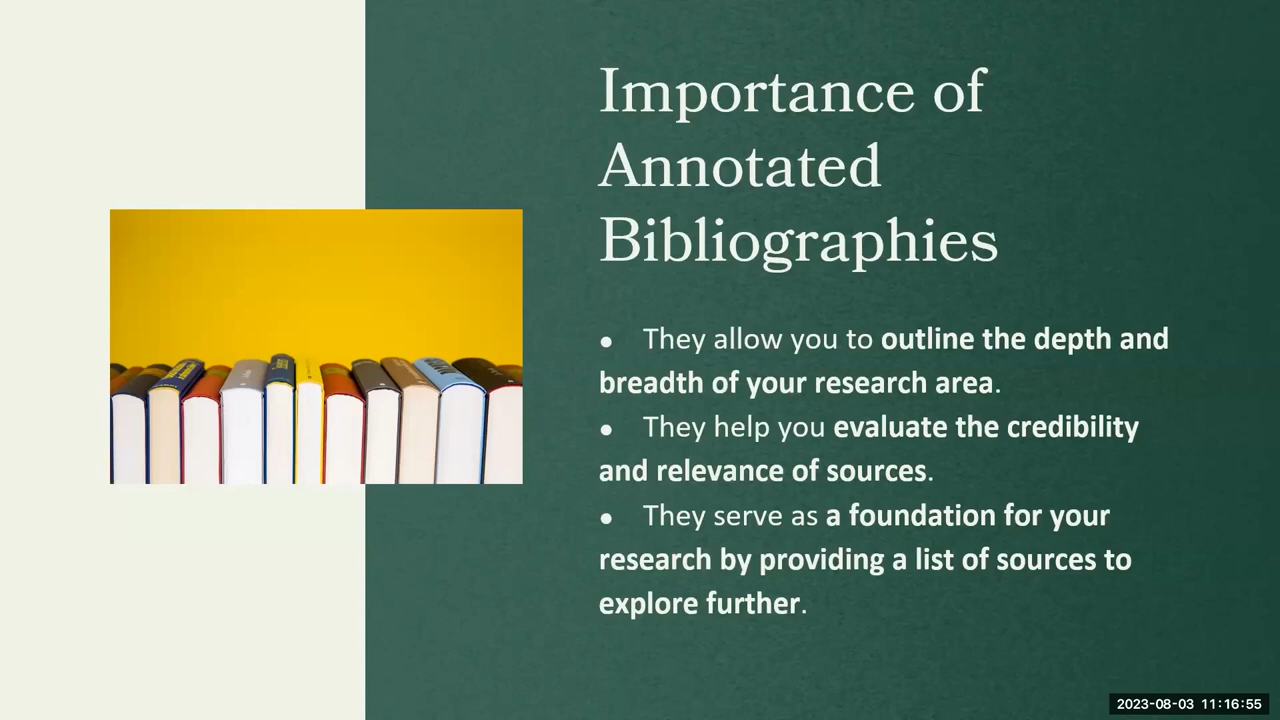 Importance of
Annotated
Bibliographies
● They allow you to outline the depth and
breadth of your research area.
● They help you evaluate the credibility
and relevance of sources.
● They serve as a foundation for your
research by providing a list of sources to
explore further.
2023-08-03 11:16:55